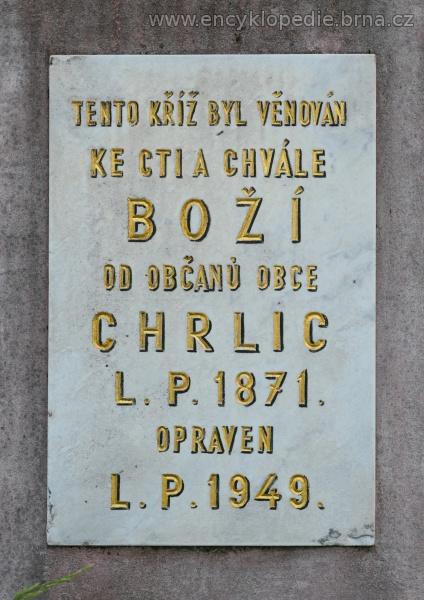 www.encyklopedie.brna.cz
TENTO KŘÍŽ BYL VĚNOVÁN
KE CTI A CHVÁLE
BOŽÍ
OD OBČANŮ OBCE
CHRLIC
L. P. 1871.
OPRAVEN
L. P. 1949.